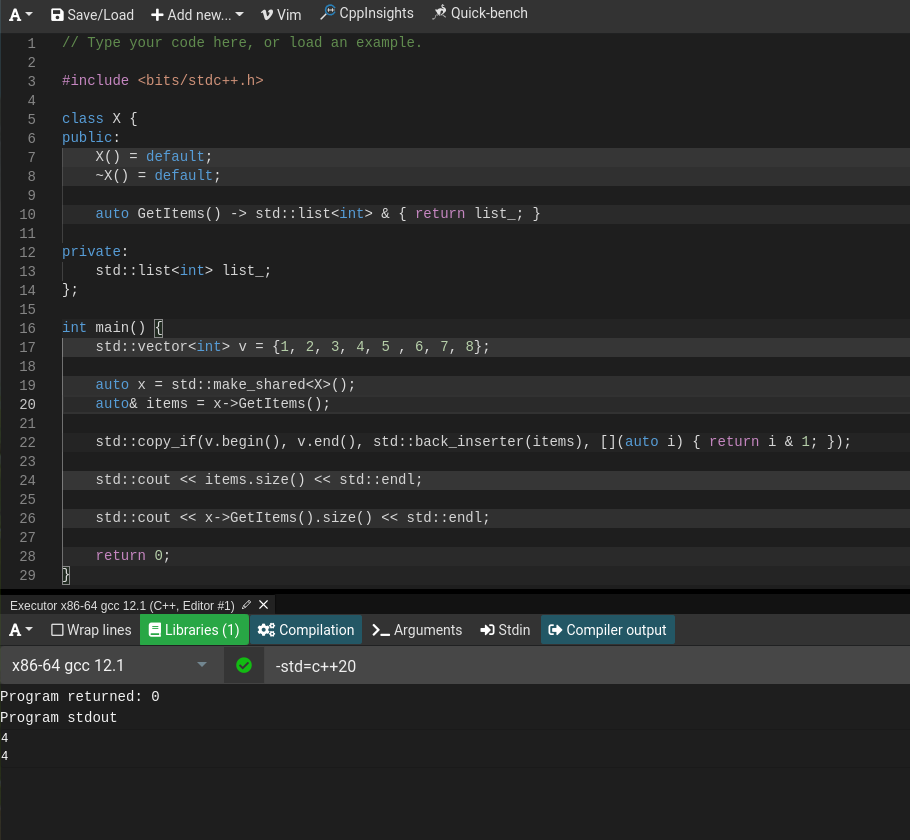 A Save/Load + Add new... Vim CppInsights Quick-bench
1 // Type your code here, or load an example.
2
3 #include <bits/stdc++.h>
4
5 class X {
6 public:
7     X() = default;
8     ~X() = default;
9
10     auto GetItems() -> std::list<int> & { return list_; }
11
12 private:
13     std::list<int> list_;
14 };
15
16 int main() {
17     std::vector<int> v = {1, 2, 3, 4, 5 , 6, 7, 8};
18
19     auto x = std::make_shared<X>();
20     auto& items = x->GetItems();
21
22     std::copy_if(v.begin(), v.end(), std::back_inserter(items), [](auto i) { return i & 1; });
23
24     std::cout << items.size() << std::endl;
25
26     std::cout << x->GetItems().size() << std::endl;
27
28     return 0;
29 }
Executor x86-64 gcc 12.1 (C++, Editor #1)
A Wrap lines Libraries (1) Compilation Arguments Stdin Compiler output
x86-64 gcc 12.1 -std=c++20
Program returned: 0
Program stdout
4
4